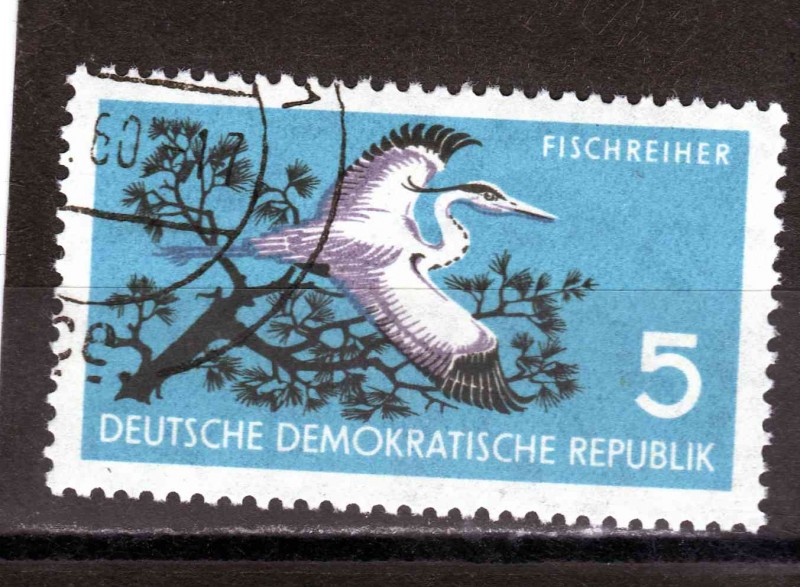 FISCHREIHER
5
DEUTSCHE DEMOKRATISCHE REPUBLIK